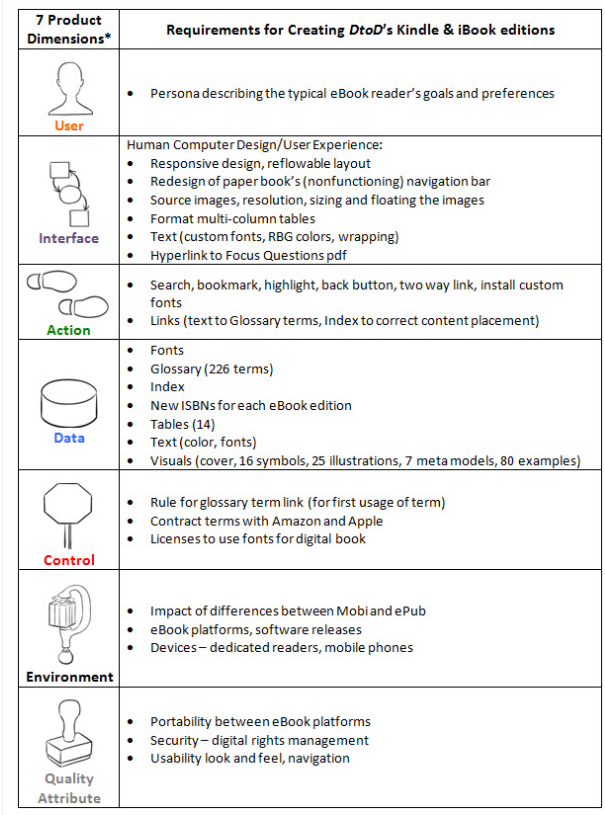 7 Product
Dimensions*
Requirements for Creating DtoD's Kindle & iBook editions
User
• Persona describing the typical eBook reader's goals and preferences
Interface
Human Computer Design/User Experience:
• Responsive design, reflowable layout
• Redesign of paper book's (nonfunctioning) navigation bar
• Source images, resolution, sizing and floating the images
• Format multi-column tables
• Text (custom fonts, RBG colors, wrapping)
• Hyperlink to Focus Questions pdf
Action
• Search, bookmark, highlight, back button, two way link, install custom
fonts
• Links (text to Glossary terms, Index to correct content placement)
Data
• Fonts
• Glossary (226 terms)
• Index
• New ISBNs for each eBook edition
• Tables (14)
• Text (color, fonts)
• Visuals (cover, 16 symbols, 25 illustrations, 7 meta models, 80 examples)
Control
• Rule for glossary term link (for first usage of term)
• Contract terms with Amazon and Apple
• Licenses to use fonts for digital book
Environment
• Impact of differences between Mobi and ePub
• eBook platforms, software releases
• Devices – dedicated readers, mobile phones
Quality
Attribute
• Portability between eBook platforms
• Security – digital rights management
• Usability look and feel, navigation